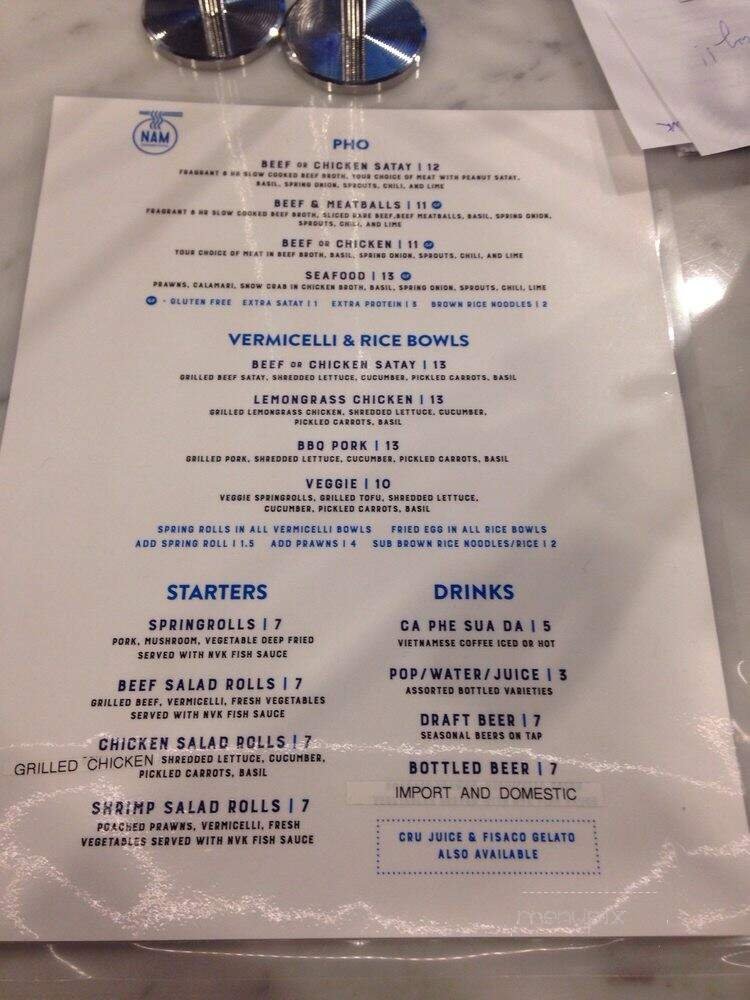 NAM
PHO
BEEF OR CHICKEN SATAY | 12
FRAGRANT 8 HR SLOW COOKED BEEF BROTH, YOUR CHOICE OF MEAT WITH PEANUT SATAY,
BASIL, SPRING ONION, SPROUTS, CHILI, AND LIME
BEEF & MEATBALLS | 11 GF
FRAGRANT 8 HR SLOW COOKED BEEF BROTH, SLICED RARE BEEF,BEEF MEATBALLS, BASIL, SPRING ONION,
SPROUTS, CHILI, AND LIME
BEEF OR CHICKEN | 11 GF
YOUR CHOICE OF MEAT IN BEEF BROTH, BASIL, SPRING ONION, SPROUTS, CHILI, AND LIME
SEAFOOD | 13 GF
PRAWNS, CALAMARI, SNOW CRAB IN CHICKEN BROTH, BASIL, SPRING ONION, SPROUTS, CHILI, LIME
GF - GLUTEN FREE EXTRA SATAY | 1 EXTRA PROTEIN | 3 BROWN RICE NOODLES | 2
VERMICELLI & RICE BOWLS
BEEF OR CHICKEN SATAY | 13
GRILLED BEEF SATAY, SHREDDED LETTUCE, CUCUMBER, PICKLED CARROTS, BASIL
LEMONGRASS CHICKEN | 13
GRILLED LEMONGRASS CHICKEN, SHREDDED LETTUCE, CUCUMBER,
PICKLED CARROTS, BASIL
BBQ PORK | 13
GRILLED PORK, SHREDDED LETTUCE, CUCUMBER, PICKLED CARROTS, BASIL
VEGGIE | 10
VEGGIE SPRINGROLLS, GRILLED TOFU, SHREDDED LETTUCE,
CUCUMBER, PICKLED CARROTS, BASIL
SPRING ROLLS IN ALL VERMICELLI BOWLS FRIED EGG IN ALL RICE BOWLS
ADD SPRING ROLL | 1.5 ADD PRAWNS | 4 SUB BROWN RICE NOODLES/RICE | 2
STARTERS
SPRINGROLLS | 7
PORK, MUSHROOM, VEGETABLE DEEP FRIED
SERVED WITH NVK FISH SAUCE
BEEF SALAD ROLLS | 7
GRILLED BEEF, VERMICELLI, FRESH VEGETABLES
SERVED WITH NVK FISH SAUCE
CHICKEN SALAD ROLLS | 7
GRILLED CHICKEN SHREDDED LETTUCE, CUCUMBER,
PICKLED CARROTS, BASIL
SHRIMP SALAD ROLLS | 7
POACHED PRAWNS, VERMICELLI, FRESH
VEGETABLES SERVED WITH NVK FISH SAUCE
DRINKS
CA PHE SUA DA | 5
VIETNAMESE COFFEE ICED OR HOT
POP/WATER/JUICE | 3
ASSORTED BOTTLED VARIETIES
DRAFT BEER | 7
SEASONAL BEERS ON TAP
BOTTLED BEER | 7
IMPORT AND DOMESTIC
CRU JUICE & FISACO GELATO
ALSO AVAILABLE
menupix